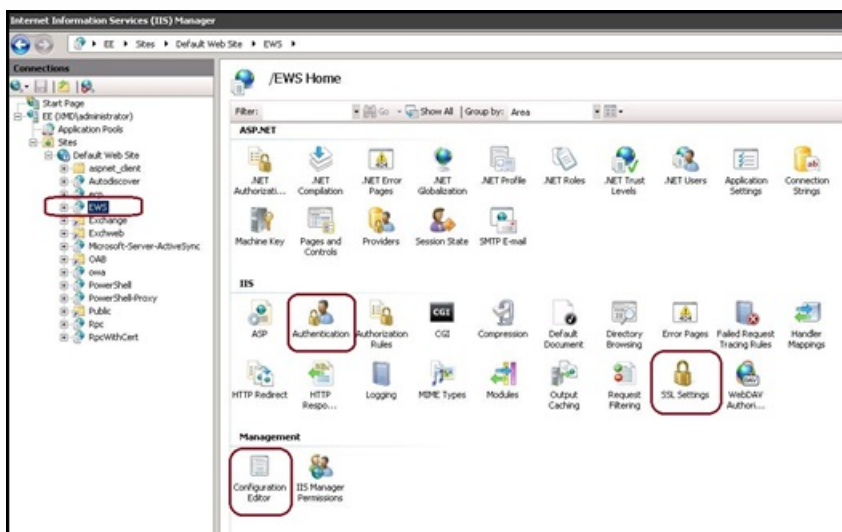 Internet Information Services (IIS) Manager
EE Sites Default Web Site EWS
Connections
Start Page
EE (XMD\administrator)
Application Pools
Sites
Default Web Site
aspnet_client
Autodiscover
ecp
EWS
Exchange
Exchweb
Microsoft-Server-ActiveSync
OAB
owa
PowerShell
PowerShell-Proxy
Public
Rpc
RpcWithCert
/EWS Home
Filter: Go Show All Group by: Area
ASP.NET
.NET Authorizati...
.NET Compilation
.NET Error Pages
.NET Globalization
.NET Profile
.NET Roles
.NET Trust Levels
.NET Users
Application Settings
Connection Strings
ab
Machine Key
Pages and Controls
Providers
Session State
SMTP E-mail
IIS
ASP
Authentication
Authorization Rules
CGI
CGI
Compression
Default Document
Directory Browsing
Error Pages
Failed Request Tracing Rules
Handler Mappings
HTTP Redirect
HTTP Respo...
Logging
MIME Types
Modules
Output Caching
Request Filtering
SSL Settings
DAV
WebDAV Authori...
Management
Configuration Editor
IIS Manager Permissions